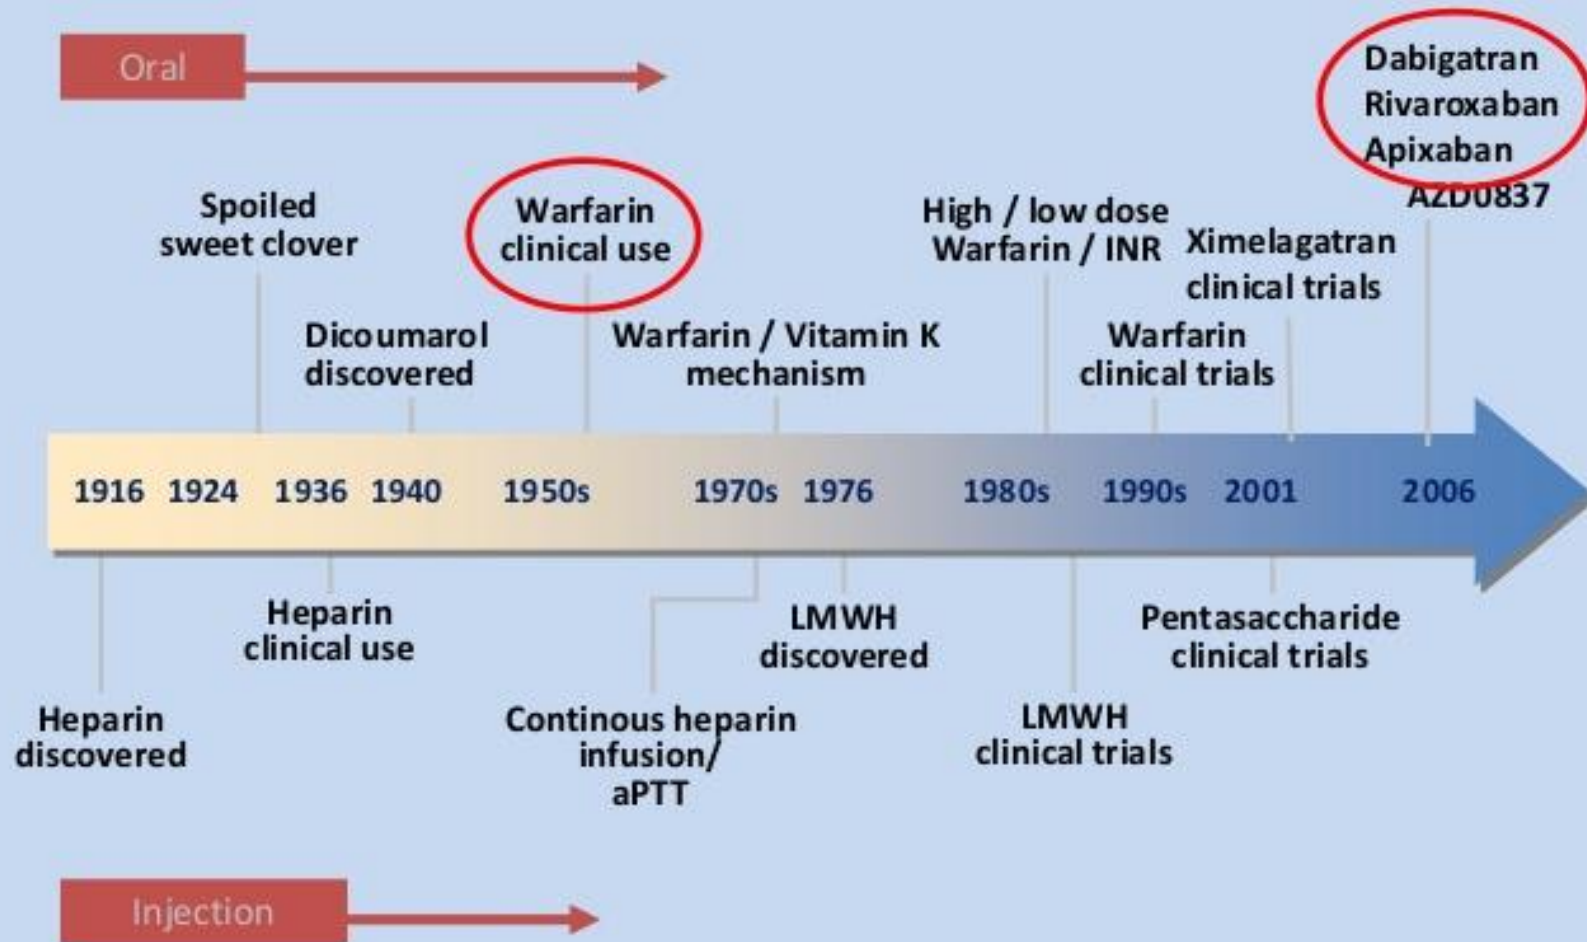 Oral
Dabigatran
Rivaroxaban
Apixaban
AZD0837
Spoiled
sweet clover
Warfarin
clinical use
High / low dose
Warfarin / INR
Ximelagatran
clinical trials
Dicoumarol
discovered
Warfarin / Vitamin K
mechanism
Warfarin
clinical trials
1916 1924 1936 1940 1950s 1970s 1976 1980s 1990s 2001 2006
Heparin
clinical use
LMWH
discovered
Pentasaccharide
clinical trials
Heparin
discovered
Continous heparin
infusion/
aPTT
LMWH
clinical trials
Injection